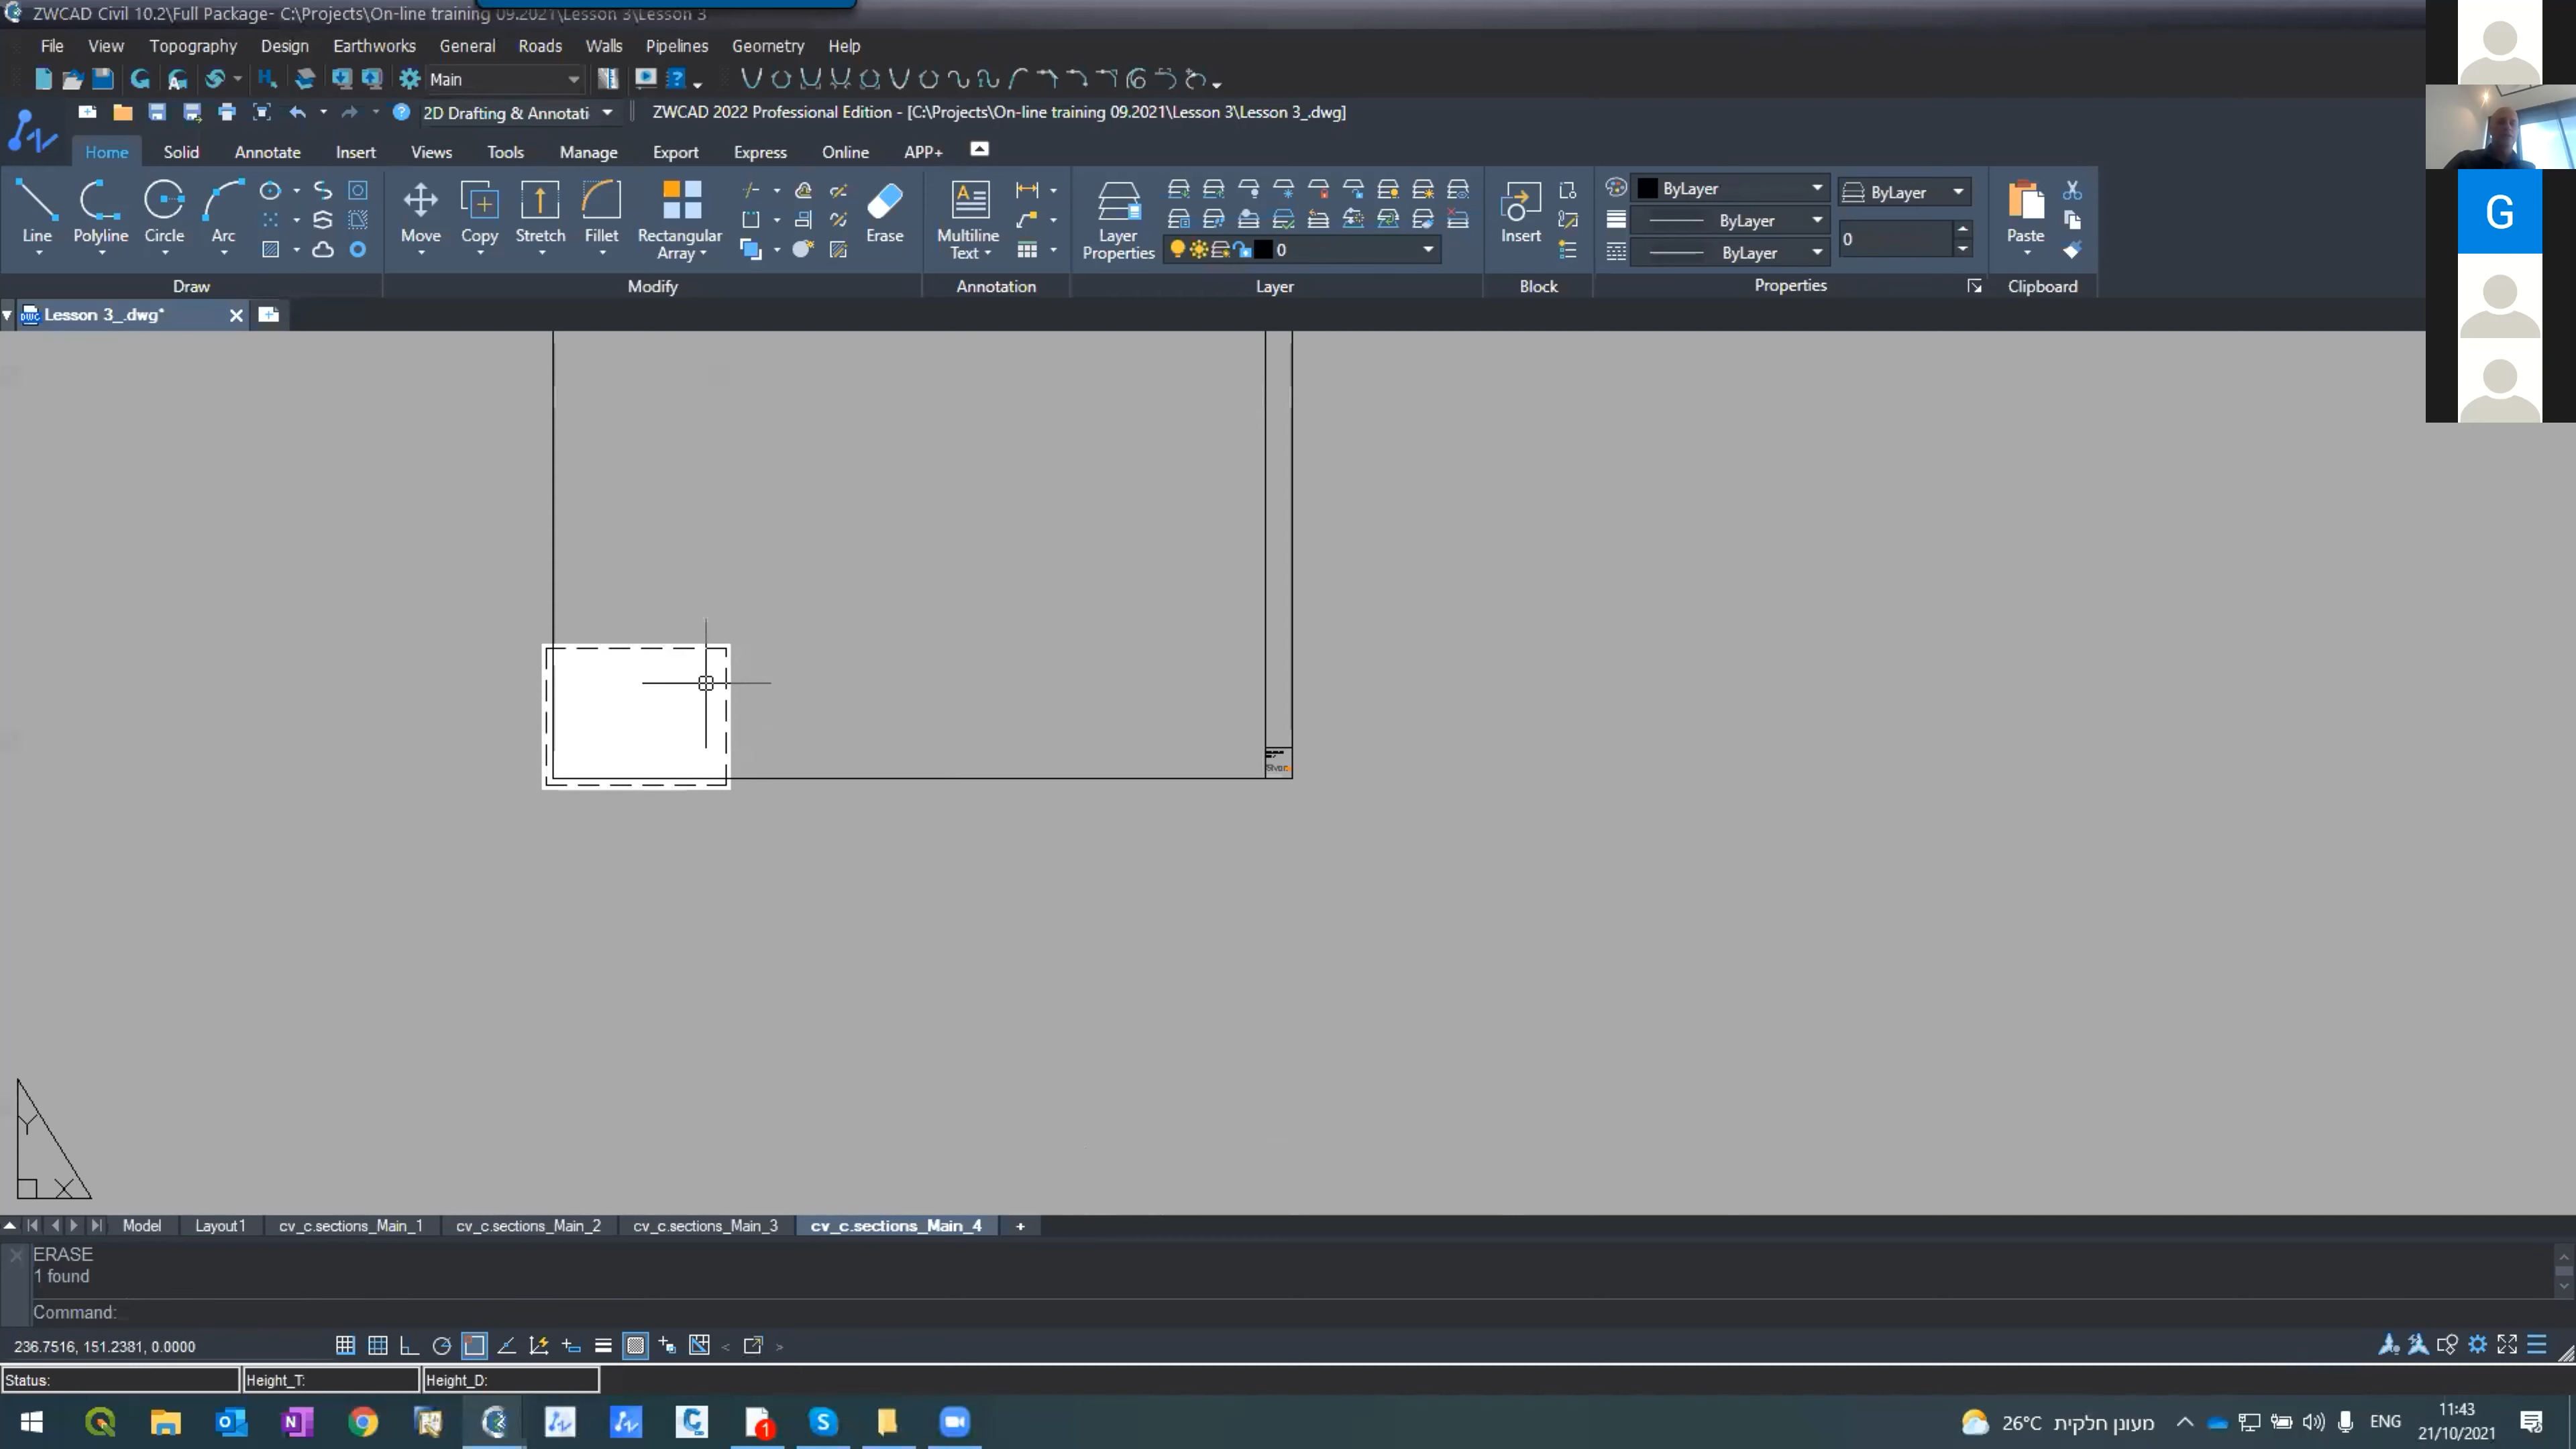 ZWCAD Civil 10.2\Full Package- C:\Projects\On-line training 09.2021\Lesson 3\Lesson 3
File View Topography Design Earthworks General Roads Walls Pipelines Geometry Help
Main
2D Drafting & Annotati ZWCAD 2022 Professional Edition - [C:\Projects\On-line training 09.2021\Lesson 3\Lesson 3_.dwg]
Home Solid Annotate Insert Views Tools Manage Export Express Online APP+
G
ByLayer ByLayer
ByLayer
ByLayer
0
0
Line Polyline Circle Arc Move Copy Stretch Fillet Rectangular Array Erase Multiline Text Layer Properties Insert Paste
Draw Modify Annotation Layer Block Properties Clipboard
Lesson 3_.dwg*
Y
X
Model Layout1 cv_c.sections_Main_1 cv_c.sections_Main_2 cv_c.sections_Main_3 cv_c.sections_Main_4 +
ERASE
1 found
Command:
236.7516, 151.2381, 0.0000
Status: Height_T: Height_D:
1
26°C מעונן חלקית ENG 11:43
21/10/2021